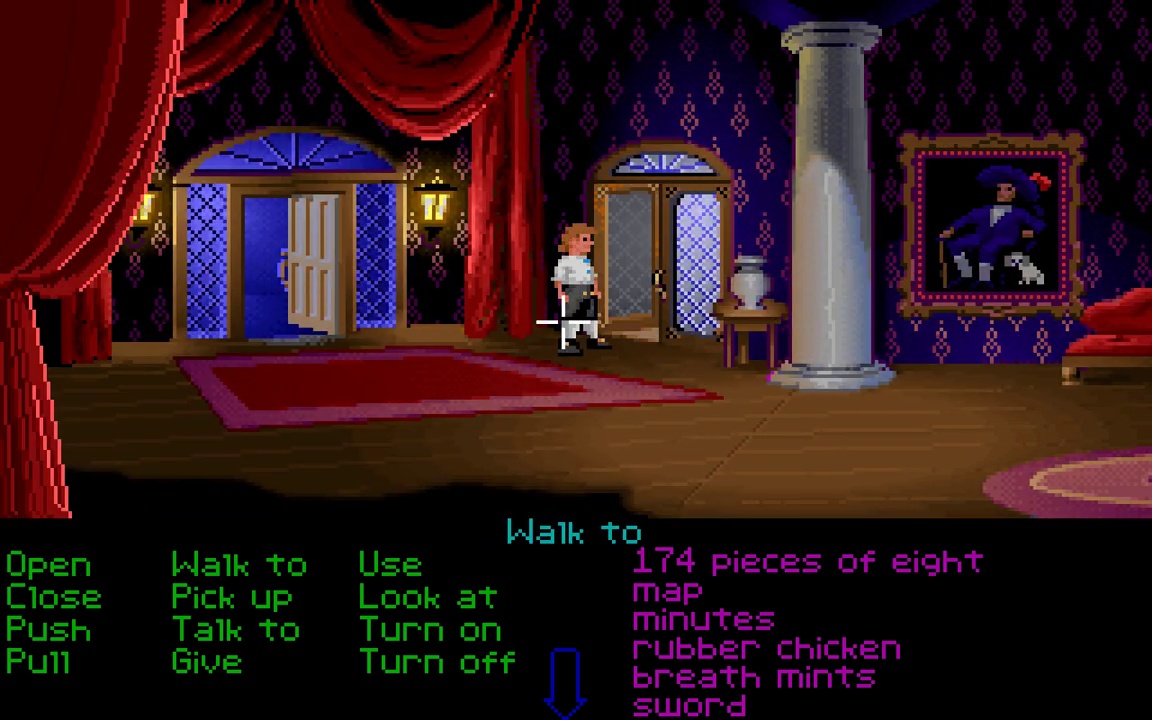 Walk to
Open Walk to Use
Close Pick up Look at
Push Talk to Turn on
Pull Give Turn off
174 pieces of eight
map
minutes
rubber chicken
breath mints
sword